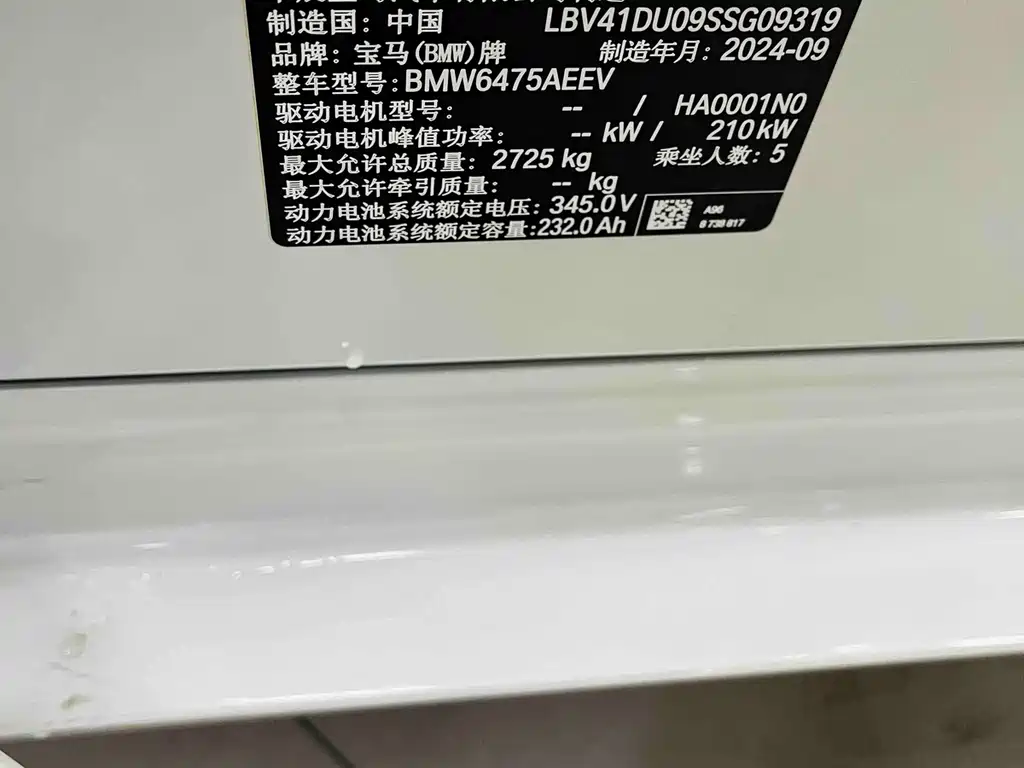 制造国: 中国 LBV41DU09SSG09319
品牌: 宝马(BMW)牌 制造年月: 2024-09
整车型号:BMW6475AEEV
驱动电机型号: -- / HA0001N0
驱动电机峰值功率: -- kW / 210kW
最大允许总质量: 2725 kg 乘坐人数: 5
最大允许牵引质量: -- kg
动力电池系统额定电压: 345.0V
动力电池系统额定容量:232.0Ah
A96